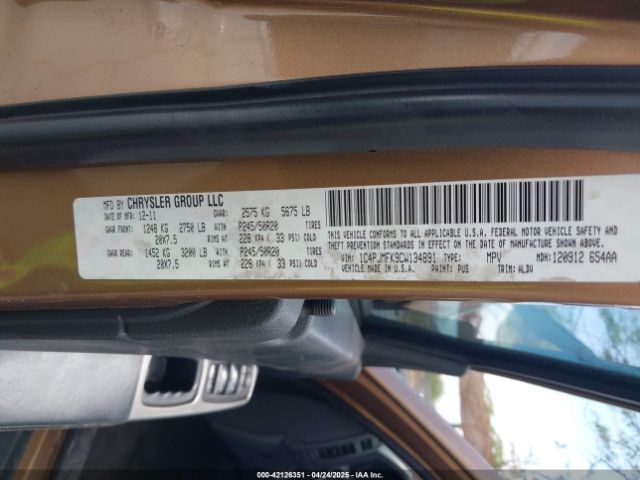 MFD BY CHRYSLER GROUP LLC
DATE OF MFR: 12-11 GVWR: 2575 KG 5675 LB
GAWR FRONT: 1248 KG 2750 LB WITH P245/50R20 TIRES
20X7.5 RIMS AT 228 KPA ( 33 PSI) COLD
GAWR REAR: 1452 KG 3200 LB WITH P245/50R20 TIRES
20X7.5 RIMS AT 228 KPA ( 33 PSI) COLD
THIS VEHICLE CONFORMS TO ALL APPLICABLE U.S.A. FEDERAL MOTOR VEHICLE SAFETY AND
THEFT PREVENTION STANDARDS IN EFFECT ON THE DATE OF MANUFACTURE SHOWN ABOVE.
VEHICLE MADE IN U.S.A.
VIN: 1C4PJMFK9CW134891 TYPE: MPV MDH: 120912 654AA
PAINT: PUS TRIM: ALDV
00-42126351 - 04/24/2025 - © IAA Holdings, LLC